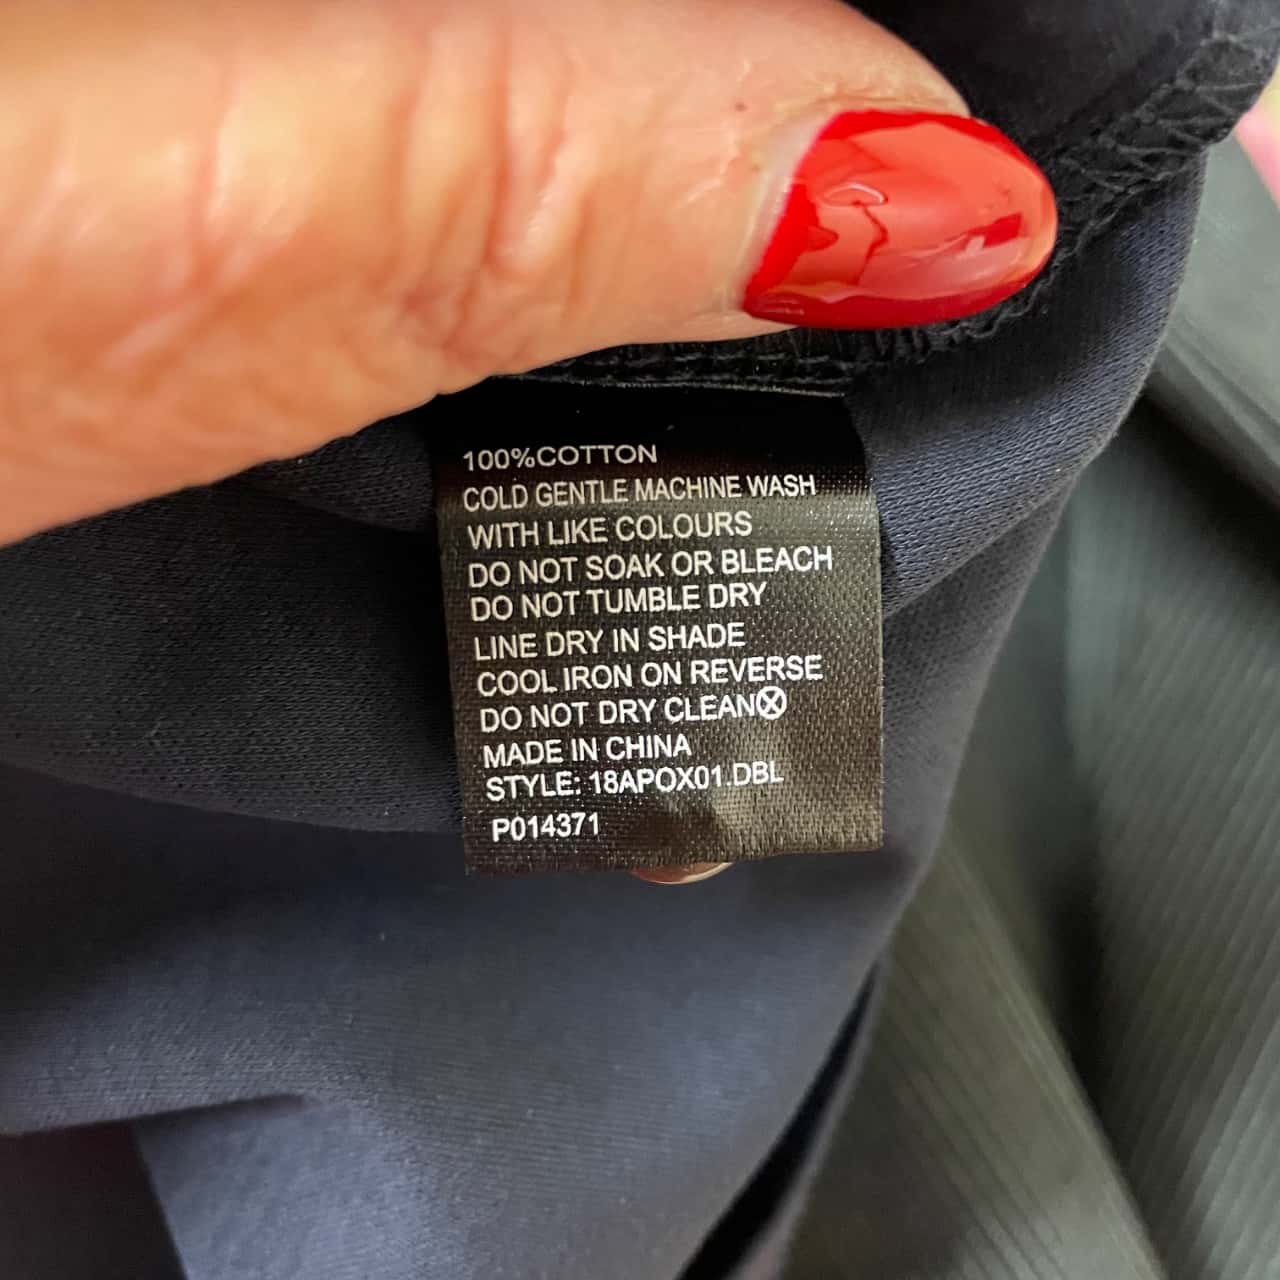 100%COTTON
COLD GENTLE MACHINE WASH
WITH LIKE COLOURS
DO NOT SOAK OR BLEACH
DO NOT TUMBLE DRY
LINE DRY IN SHADE
COOL IRON ON REVERSE
DO NOT DRY CLEAN
MADE IN CHINA
STYLE: 18APOX01.DBL
P014371